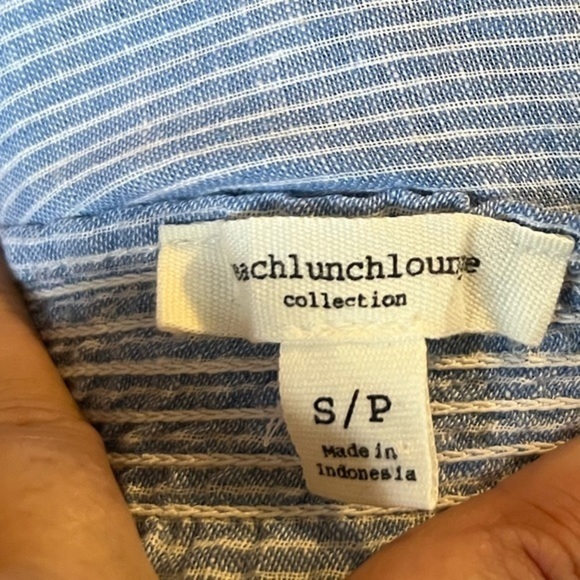 achlunchlounge
collection
S/P
Made in
Indonesia